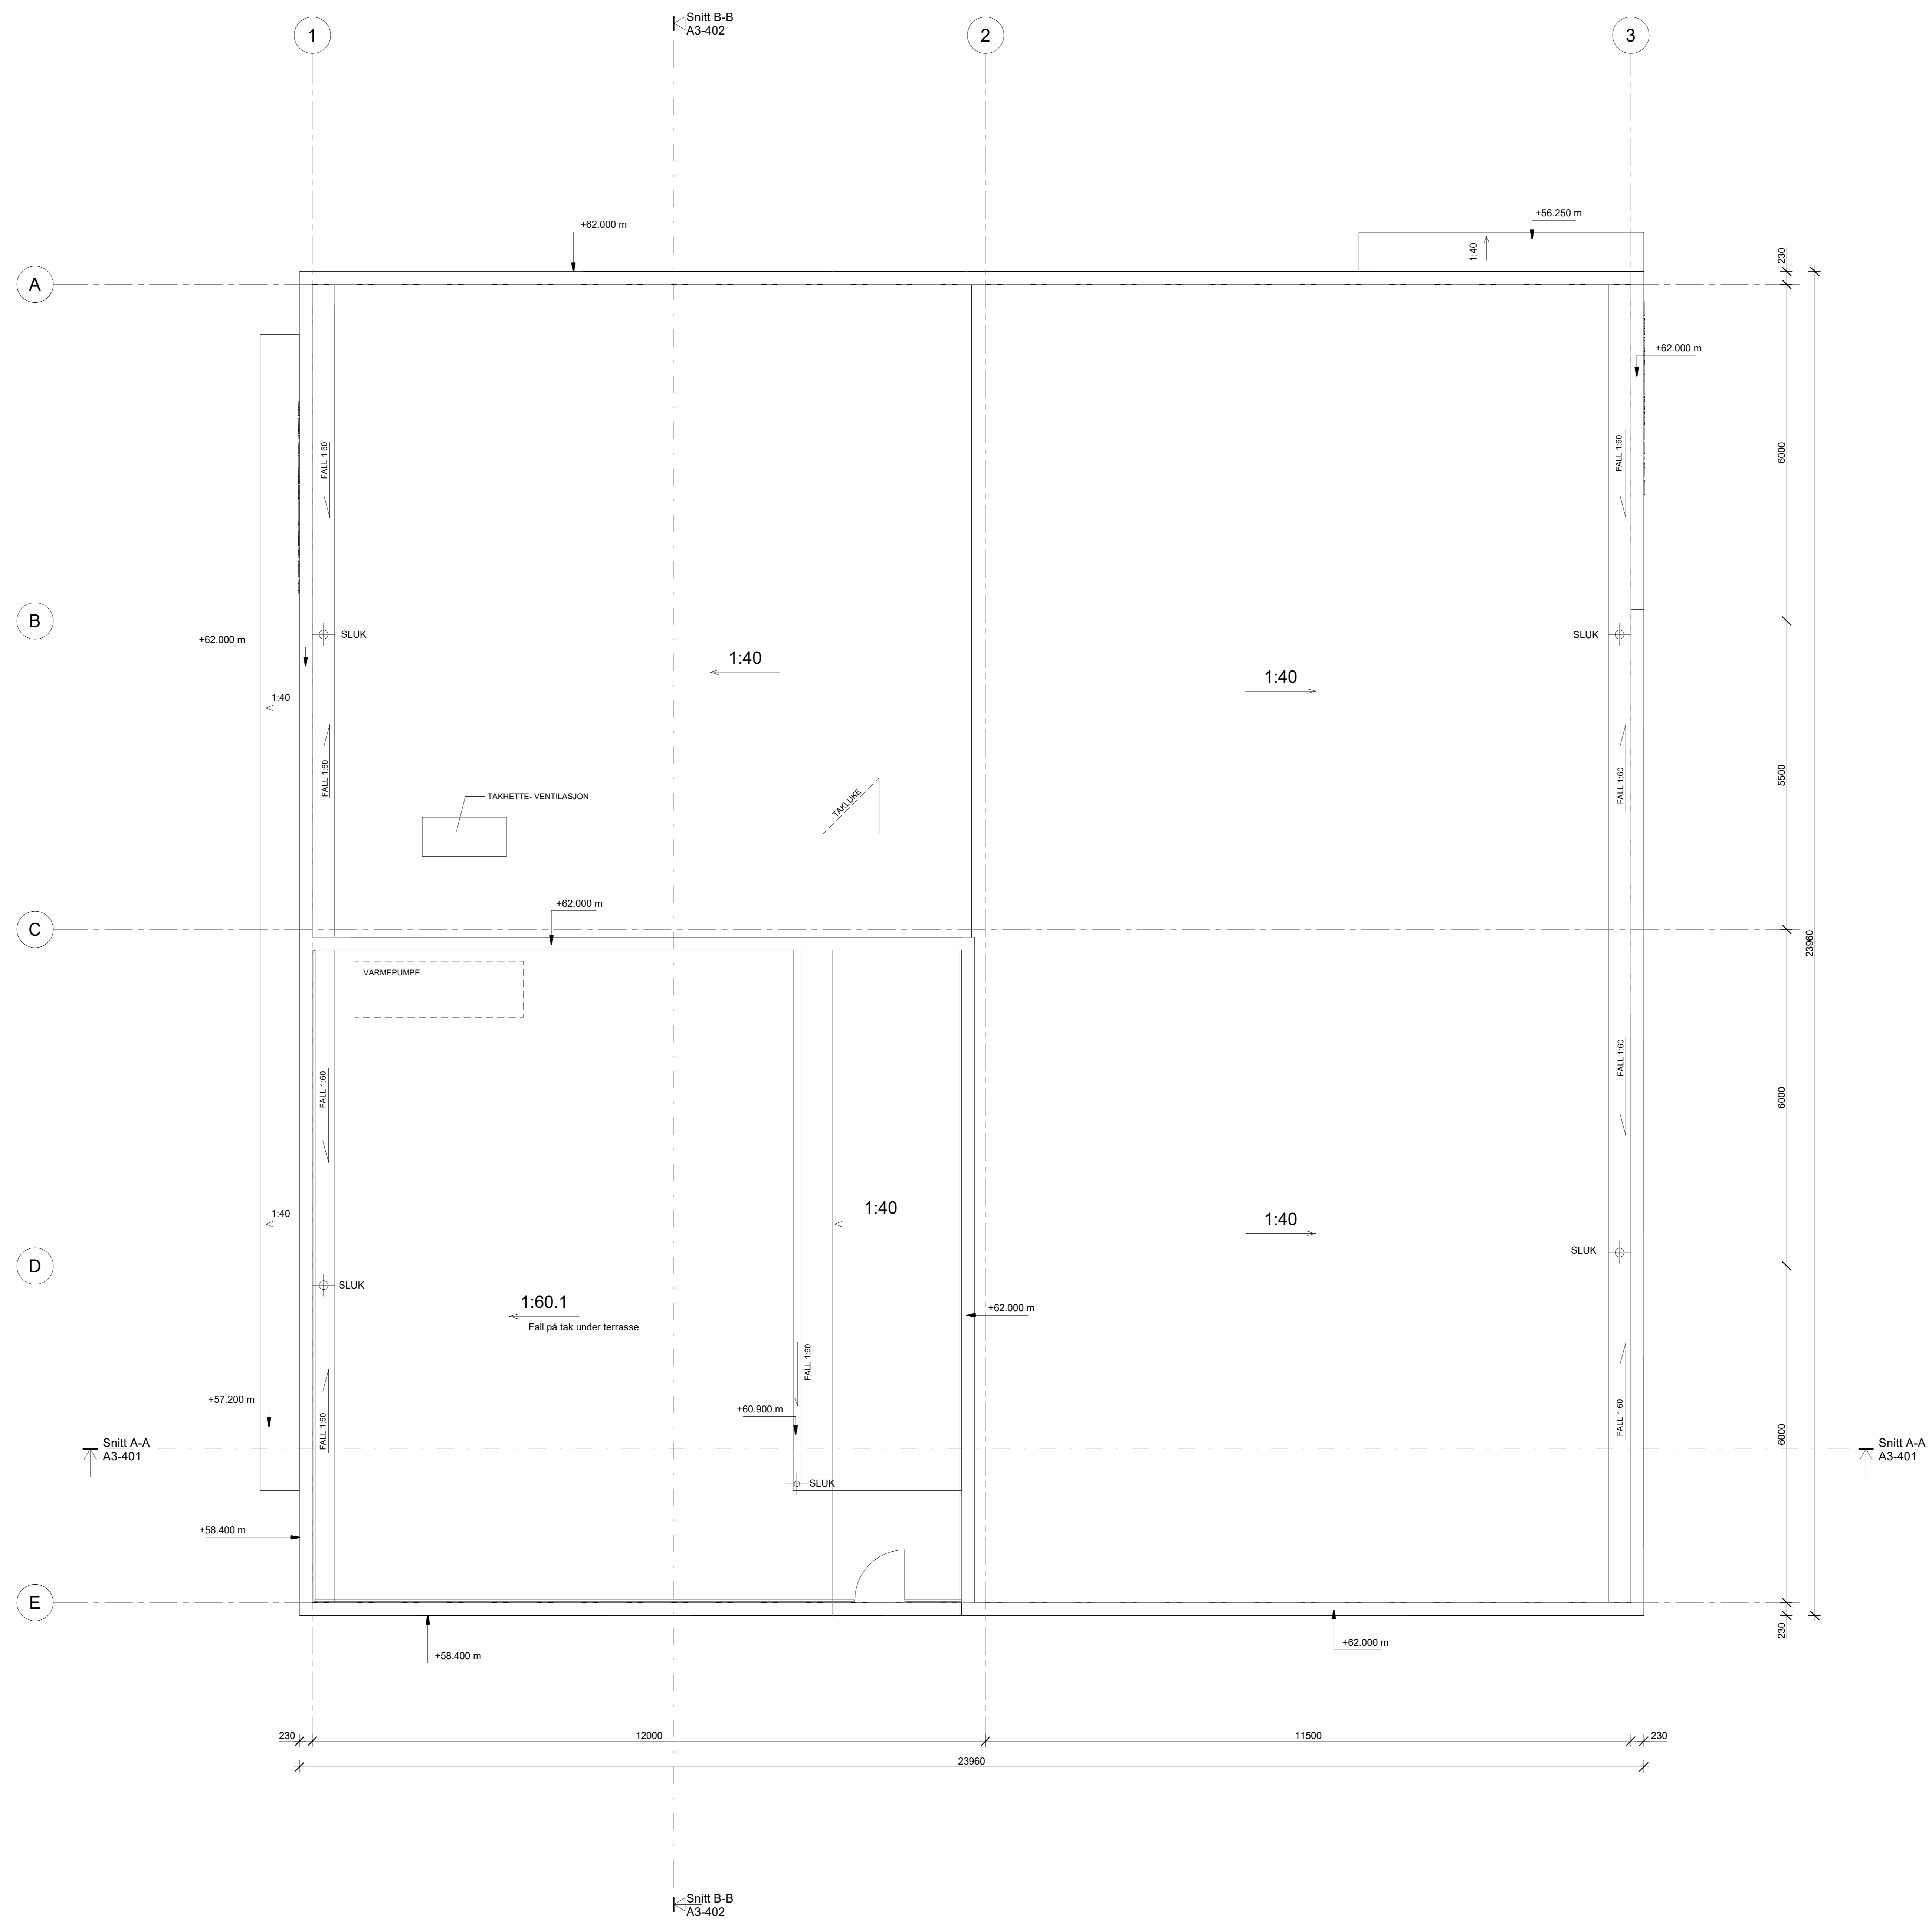 Snitt B-B
A3-402
1
2
3
+56.250 m
+62.000 m
1:40
230
A
+62.000 m
FALL 1:60
FALL 1:60
6000
B
SLUK
SLUK
+62.000 m
1:40
1:40
1:40
FALL 1:60
FALL 1:60
5500
TAKHETTE- VENTILASJON
TAKLUKE
+62.000 m
C
23960
VARMEPUMPE
FALL 1:60
FALL 1:60
6000
1:40
1:40
1:40
D
SLUK
SLUK
1:60.1
Fall på tak under terrasse
+62.000 m
FALL 1:60
+57.200 m
+60.900 m
FALL 1:60
FALL 1:60
6000
Snitt A-A
A3-401
Snitt A-A
A3-401
SLUK
+58.400 m
E
230
+58.400 m
+62.000 m
230
12000
11500
230
23960
Snitt B-B
A3-402